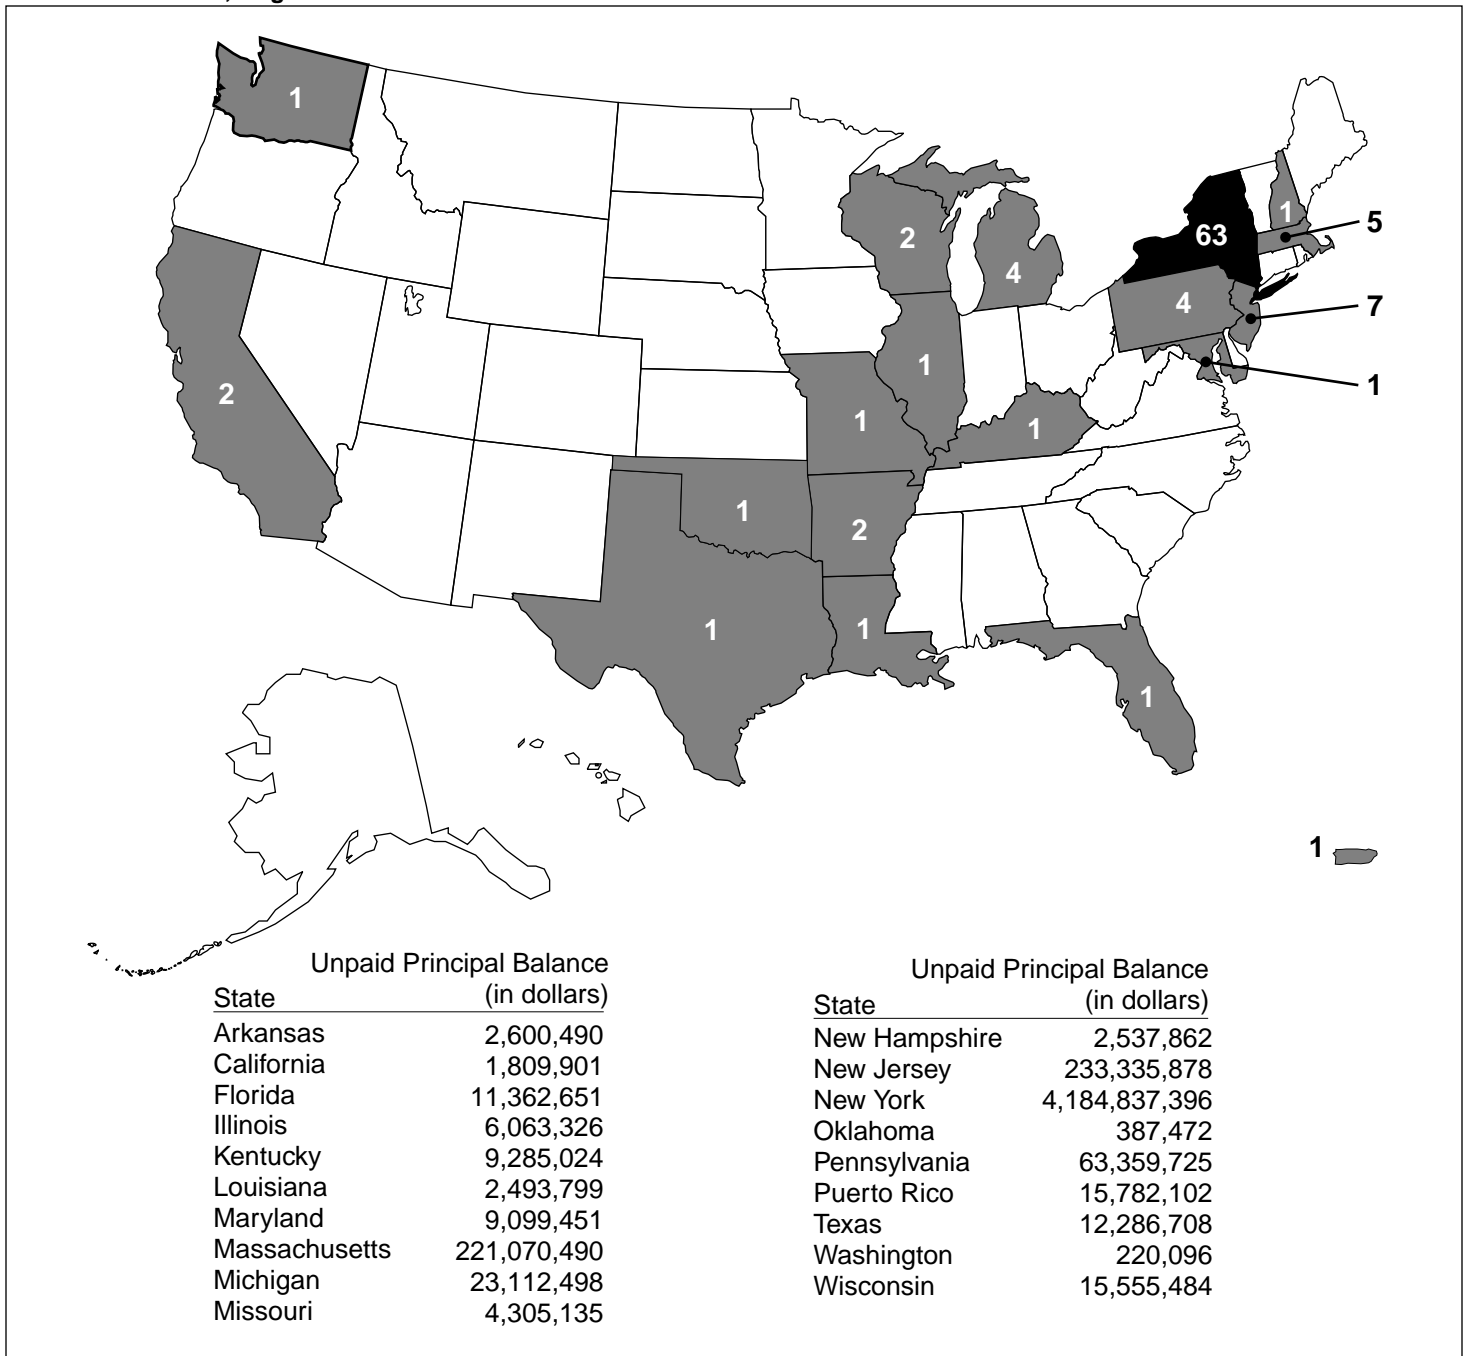 1
1
63
5
2
4
4
7
1
1
2
1
1
1
2
1
1
1
1
1
Unpaid Principal Balance
State (in dollars)
Arkansas 2,600,490
California 1,809,901
Florida 11,362,651
Illinois 6,063,326
Kentucky 9,285,024
Louisiana 2,493,799
Maryland 9,099,451
Massachusetts 221,070,490
Michigan 23,112,498
Missouri 4,305,135
Unpaid Principal Balance
State (in dollars)
New Hampshire 2,537,862
New Jersey 233,335,878
New York 4,184,837,396
Oklahoma 387,472
Pennsylvania 63,359,725
Puerto Rico 15,782,102
Texas 12,286,708
Washington 220,096
Wisconsin 15,555,484